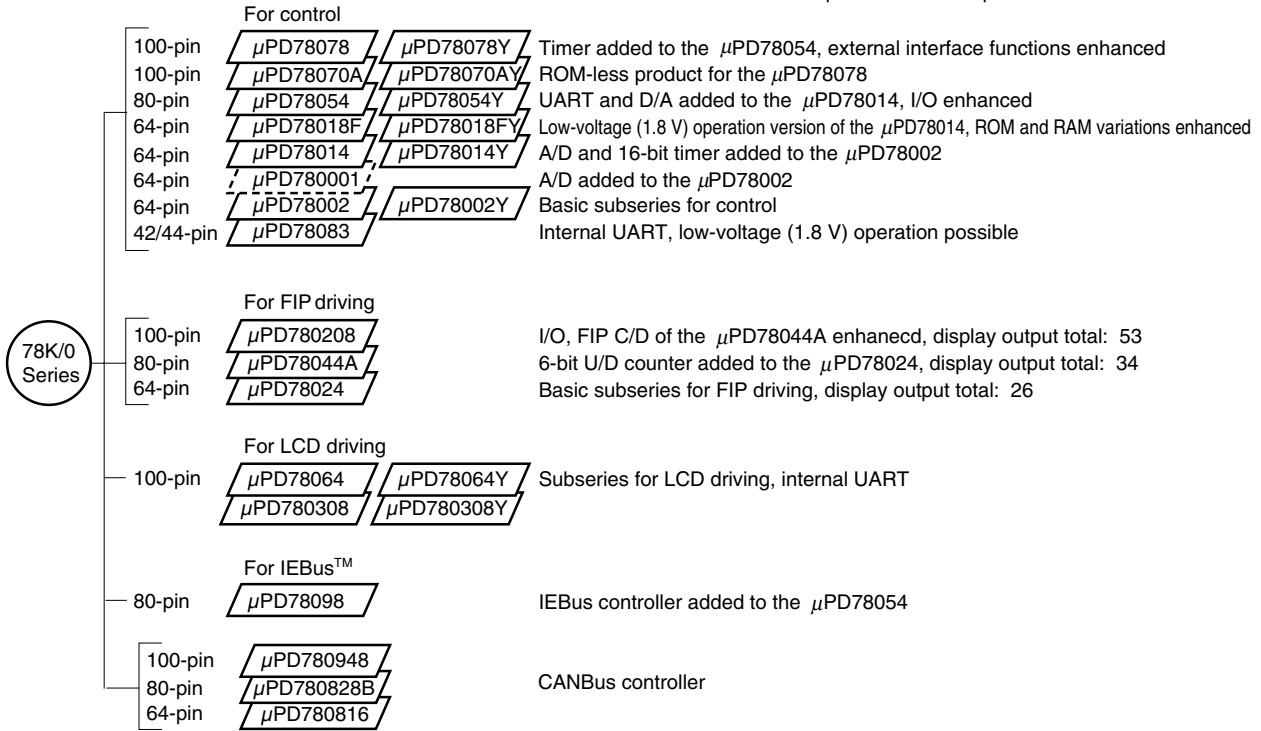 For control
100-pin µPD78078 µPD78078Y Timer added to the µPD78054, external interface functions enhanced
100-pin µPD78070A µPD78070AY ROM-less product for the µPD78078
80-pin µPD78054 µPD78054Y UART and D/A added to the µPD78014, I/O enhanced
64-pin µPD78018F µPD78018FY Low-voltage (1.8 V) operation version of the µPD78014, ROM and RAM variations enhanced
64-pin µPD78014 µPD78014Y A/D and 16-bit timer added to the µPD78002
64-pin µPD780001 A/D added to the µPD78002
64-pin µPD78002 µPD78002Y Basic subseries for control
42/44-pin µPD78083 Internal UART, low-voltage (1.8 V) operation possible
78K/0
Series
For FIP driving
100-pin µPD780208 I/O, FIP C/D of the µPD78044A enhanecd, display output total: 53
80-pin µPD78044A 6-bit U/D counter added to the µPD78024, display output total: 34
64-pin µPD78024 Basic subseries for FIP driving, display output total: 26
For LCD driving
100-pin µPD78064 µPD78064Y Subseries for LCD driving, internal UART
µPD780308 µPD780308Y
For IEBus™
80-pin µPD78098 IEBus controller added to the µPD78054
100-pin µPD780948
80-pin µPD780828B CANBus controller
64-pin µPD780816